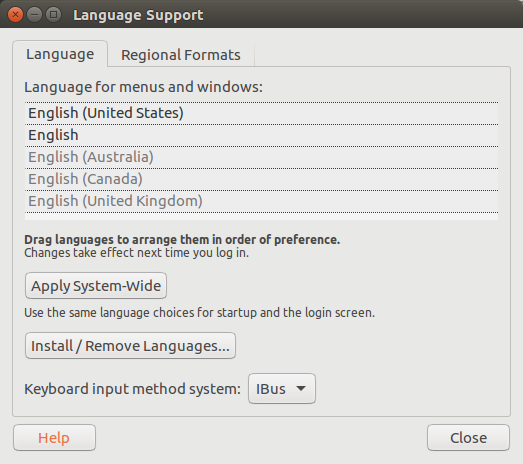 Language Support
Language Regional Formats
Language for menus and windows:
English (United States)
English
English (Australia)
English (Canada)
English (United Kingdom)
Drag languages to arrange them in order of preference.
Changes take effect next time you log in.
Apply System-Wide
Use the same language choices for startup and the login screen.
Install / Remove Languages...
Keyboard input method system: IBus
Help Close